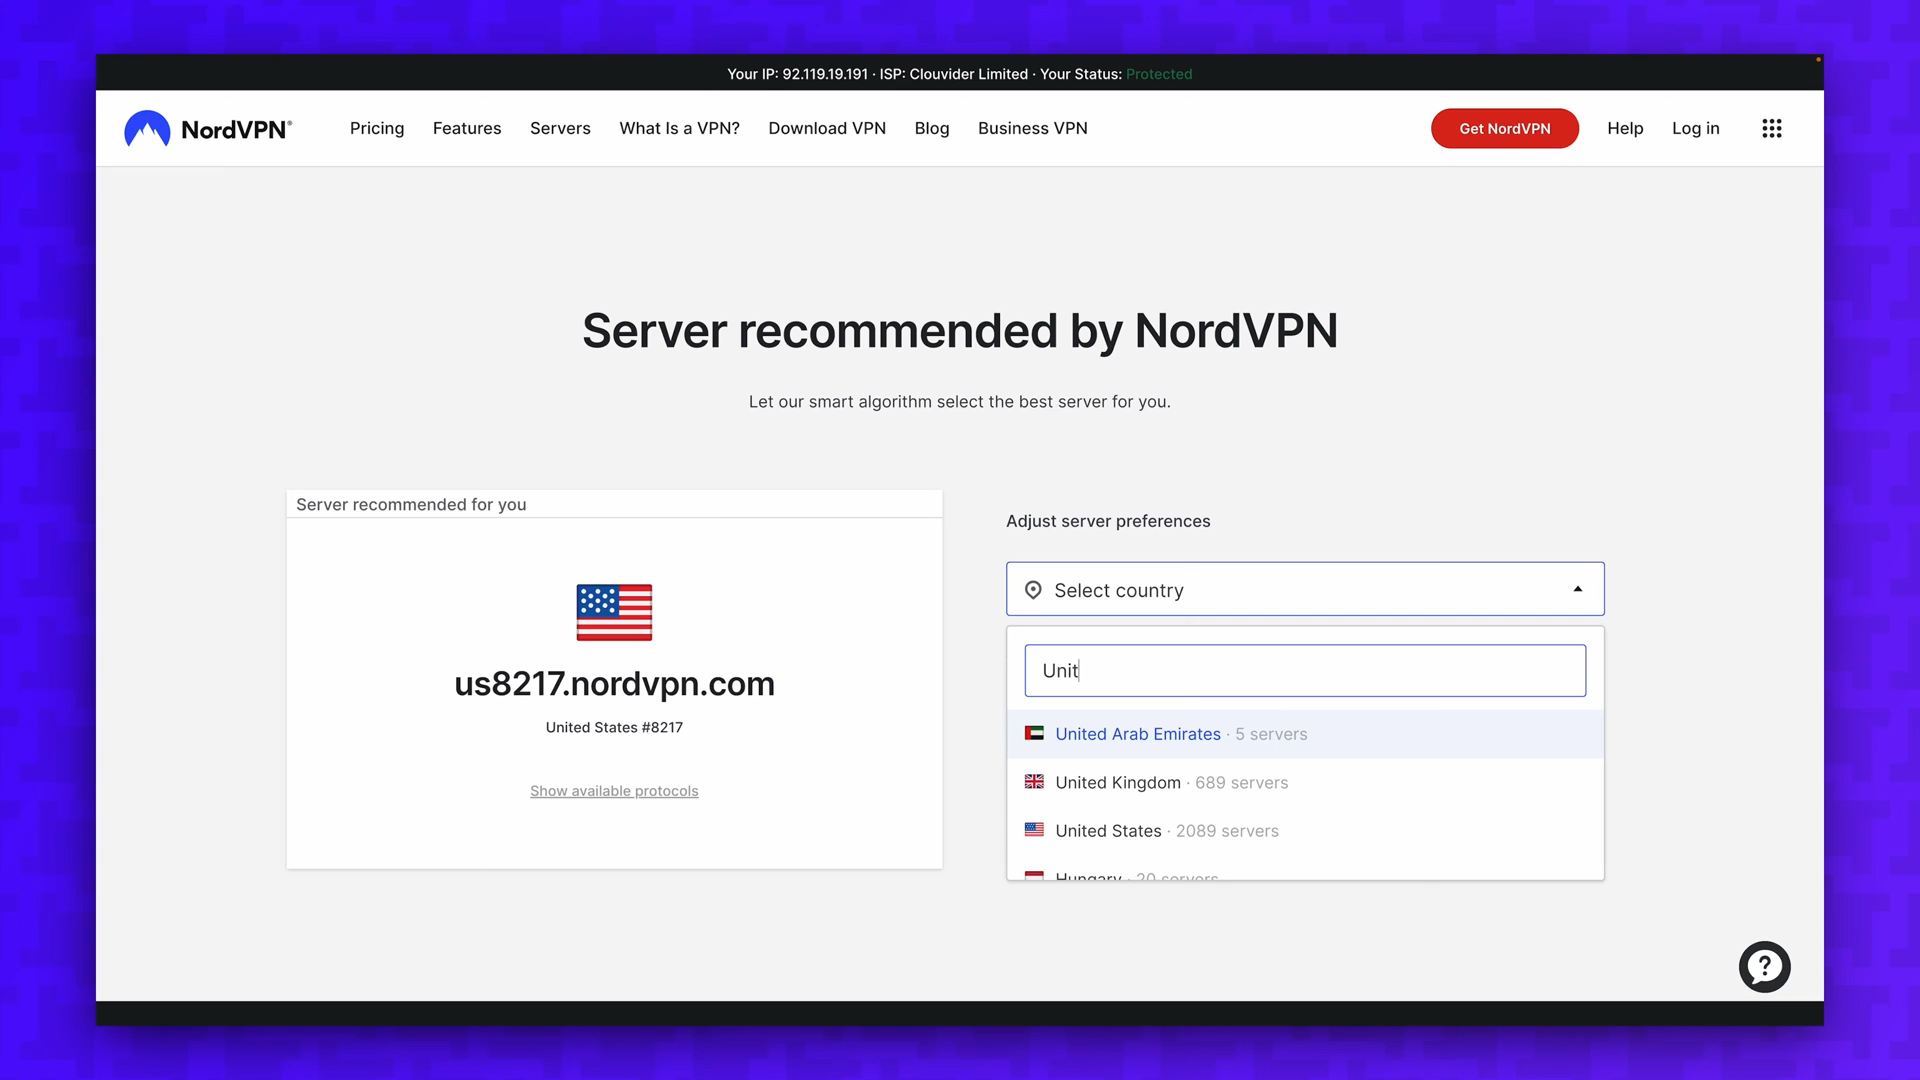 Your IP: 92.119.19.191 · ISP: Clouvider Limited · Your Status: Protected
NordVPN®
Pricing
Features
Servers
What Is a VPN?
Download VPN
Blog
Business VPN
Get NordVPN
Help
Log in
Server recommended by NordVPN
Let our smart algorithm select the best server for you.
Server recommended for you
us8217.nordvpn.com
United States #8217
Show available protocols
Adjust server preferences
Select country
Unit
United Arab Emirates · 5 servers
United Kingdom · 689 servers
United States · 2089 servers
Hungary · 20 servers
?